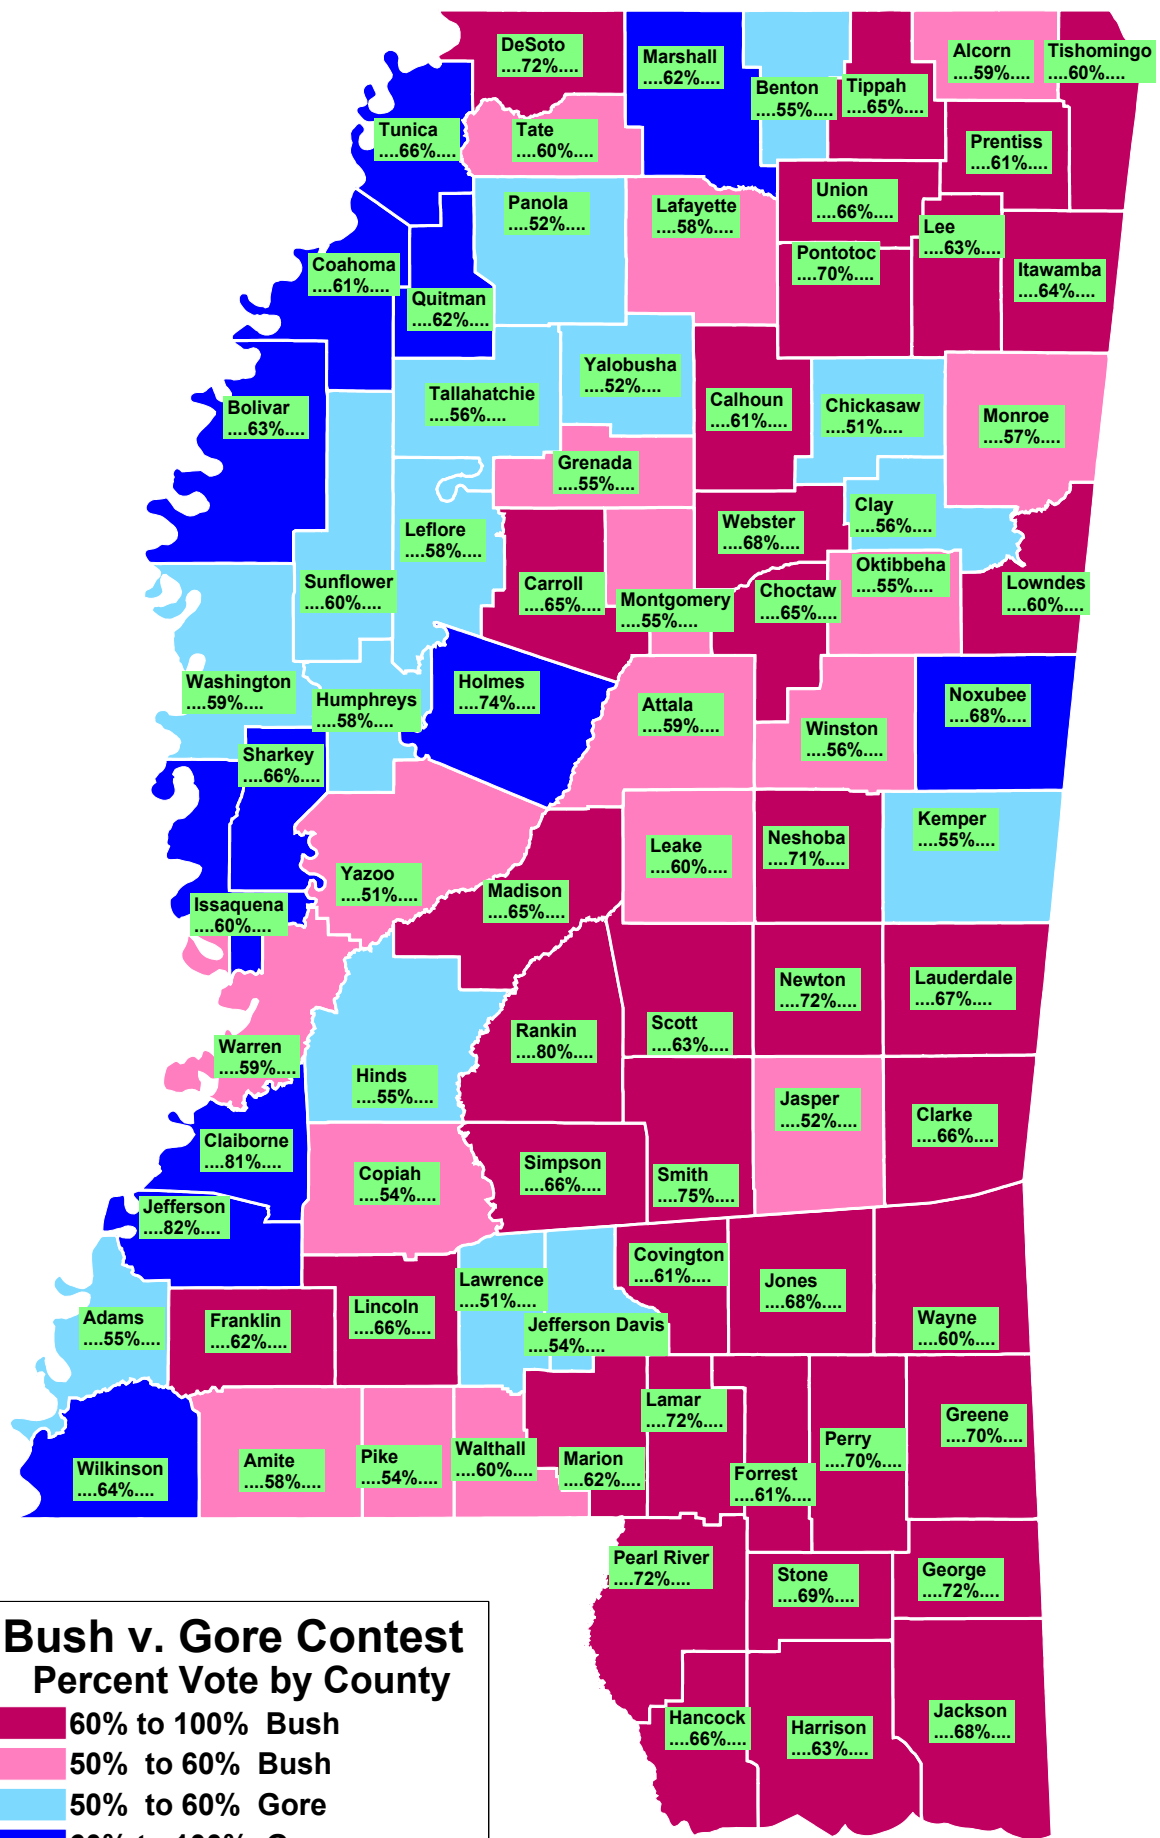 DeSoto
....72%....
Marshall
....62%....
Benton
....55%....
Tippah
....65%....
Alcorn
....59%....
Tishomingo
....60%....
Tunica
....66%....
Tate
....60%....
Prentiss
....61%....
Panola
....52%....
Lafayette
....58%....
Union
....66%....
Lee
....63%....
Pontotoc
....70%....
Itawamba
....64%....
Coahoma
....61%....
Quitman
....62%....
Bolivar
....63%....
Tallahatchie
....56%....
Yalobusha
....52%....
Calhoun
....61%....
Chickasaw
....51%....
Monroe
....57%....
Grenada
....55%....
Leflore
....58%....
Webster
....68%....
Clay
....56%....
Sunflower
....60%....
Carroll
....65%....
Montgomery
....55%....
Choctaw
....65%....
Oktibbeha
....55%....
Lowndes
....60%....
Washington
....59%....
Humphreys
....58%....
Holmes
....74%....
Attala
....59%....
Winston
....56%....
Noxubee
....68%....
Sharkey
....66%....
Issaquena
....60%....
Yazoo
....51%....
Madison
....65%....
Leake
....60%....
Neshoba
....71%....
Kemper
....55%....
Warren
....59%....
Hinds
....55%....
Rankin
....80%....
Scott
....63%....
Newton
....72%....
Lauderdale
....67%....
Claiborne
....81%....
Copiah
....54%....
Simpson
....66%....
Smith
....75%....
Jasper
....52%....
Clarke
....66%....
Jefferson
....82%....
Adams
....55%....
Franklin
....62%....
Lincoln
....66%....
Lawrence
....51%....
Jefferson Davis
....54%....
Covington
....61%....
Jones
....68%....
Wayne
....60%....
Wilkinson
....64%....
Amite
....58%....
Pike
....54%....
Walthall
....60%....
Marion
....62%....
Lamar
....72%....
Forrest
....61%....
Perry
....70%....
Greene
....70%....
Pearl River
....72%....
Stone
....69%....
George
....72%....
Hancock
....66%....
Harrison
....63%....
Jackson
....68%....
Bush v. Gore Contest
Percent Vote by County
60% to 100% Bush
50% to 60% Bush
50% to 60% Gore